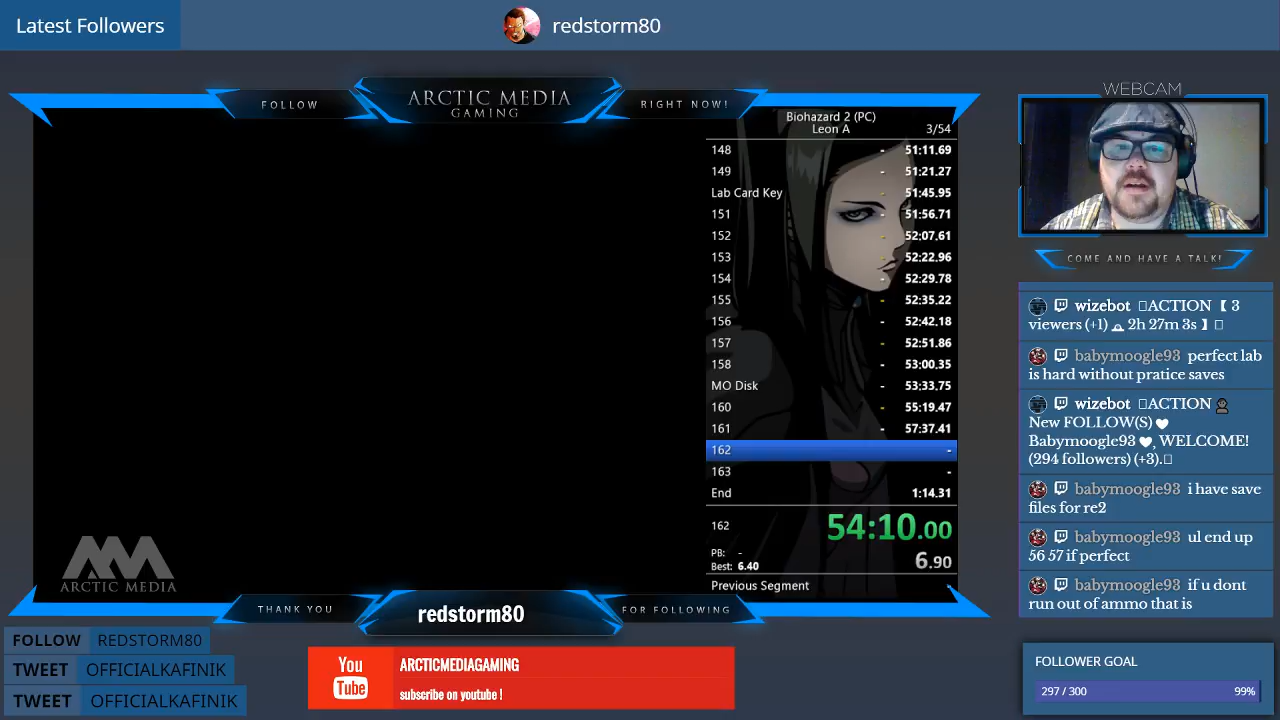 Latest Followers
redstorm80
FOLLOW
ARCTIC MEDIA
GAMING
RIGHT NOW!
WEBCAM
Biohazard 2 (PC)
Leon A 3/54
148 - 51:11.69
149 - 51:21.27
Lab Card Key - 51:45.95
151 - 51:56.71
152 - 52:07.61
153 - 52:22.96
154 - 52:29.78
155 - 52:35.22
156 - 52:42.18
157 - 52:51.86
158 - 53:00.35
MO Disk - 53:33.75
160 - 55:19.47
161 - 57:37.41
162 -
163 -
End 1:14.31
162 54:10.00
PB: -
Best: 6.40 6.90
Previous Segment -
COME AND HAVE A TALK!
wizebot ACTION 【 3
viewers (+1) 2h 27m 3s 】
babymoogle93 perfect lab
is hard without pratice saves
wizebot ACTION
New FOLLOW(S)
Babymoogle93 , WELCOME!
(294 followers) (+3).
babymoogle93 i have save
files for re2
babymoogle93 ul end up
56 57 if perfect
babymoogle93 if u dont
run out of ammo that is
AM
ARCTIC MEDIA
THANK YOU
redstorm80
FOR FOLLOWING
FOLLOW REDSTORM80
TWEET OFFICIALKAFINIK
TWEET OFFICIALKAFINIK
You
Tube
ARCTICMEDIAGAMING
subscribe on youtube !
FOLLOWER GOAL
297 / 300 99%